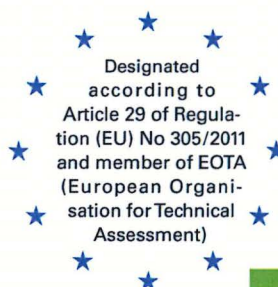 Designated
according to
Article 29 of Regula-
tion (EU) No 305/2011
and member of EOTA
(European Organi-
sation for Technical
Assessment)